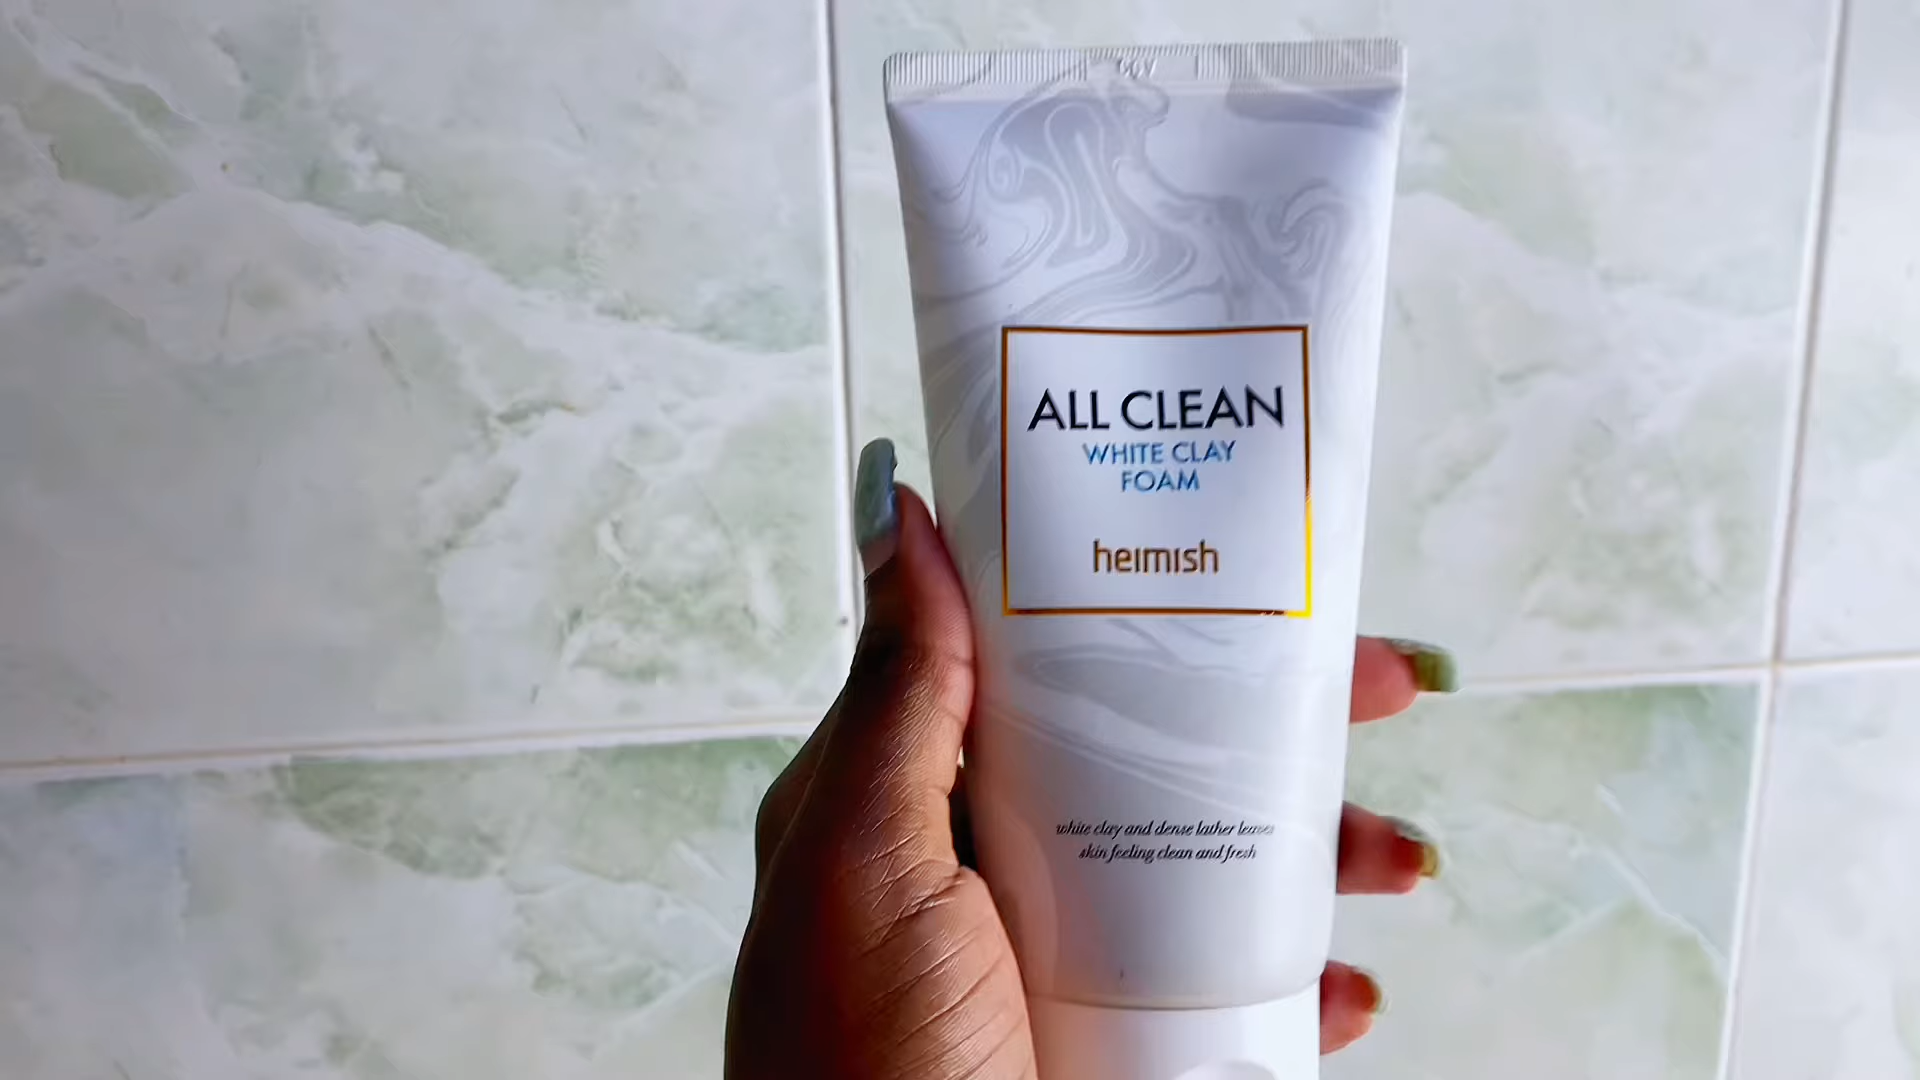 ALL CLEAN
WHITE CLAY
FOAM
heimish
white clay and dense lather leaves
skin feeling clean and fresh